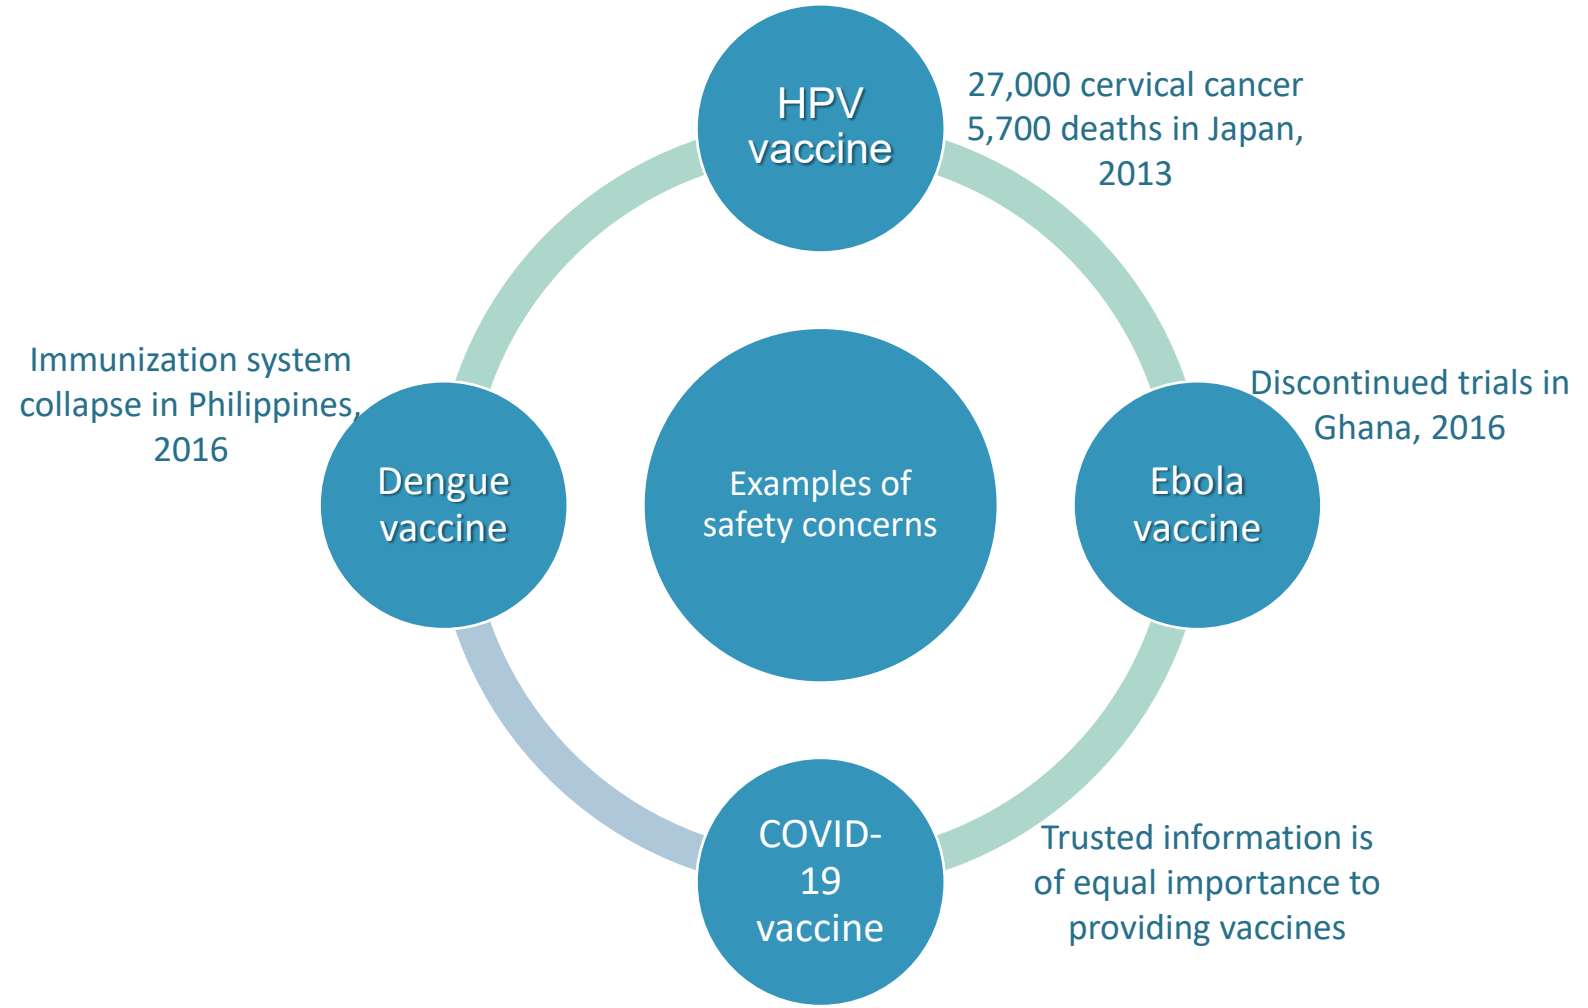 HPV
vaccine
27,000 cervical cancer
5,700 deaths in Japan,
2013
Immunization system
collapse in Philippines,
2016
Dengue
vaccine
Examples of
safety concerns
Discontinued trials in
Ghana, 2016
Ebola
vaccine
COVID-
19
vaccine
Trusted information is
of equal importance to
providing vaccines